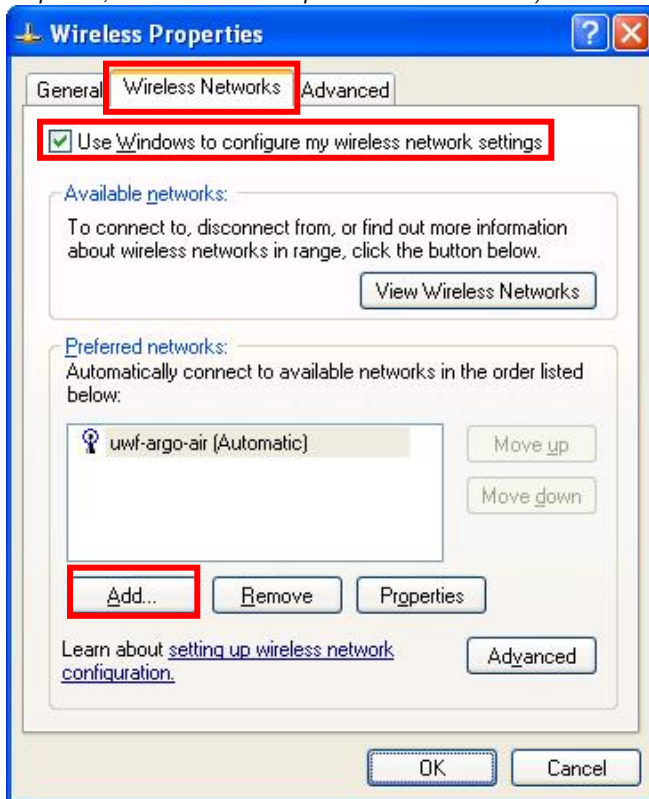 Wireless Properties
General Wireless Networks Advanced
Use Windows to configure my wireless network settings
Available networks:
To connect to, disconnect from, or find out more information
about wireless networks in range, click the button below.
View Wireless Networks
Preferred networks:
Automatically connect to available networks in the order listed
below:
uwf-argo-air (Automatic)
Move up
Move down
Add... Remove Properties
Learn about setting up wireless network
configuration.
Advanced
OK Cancel